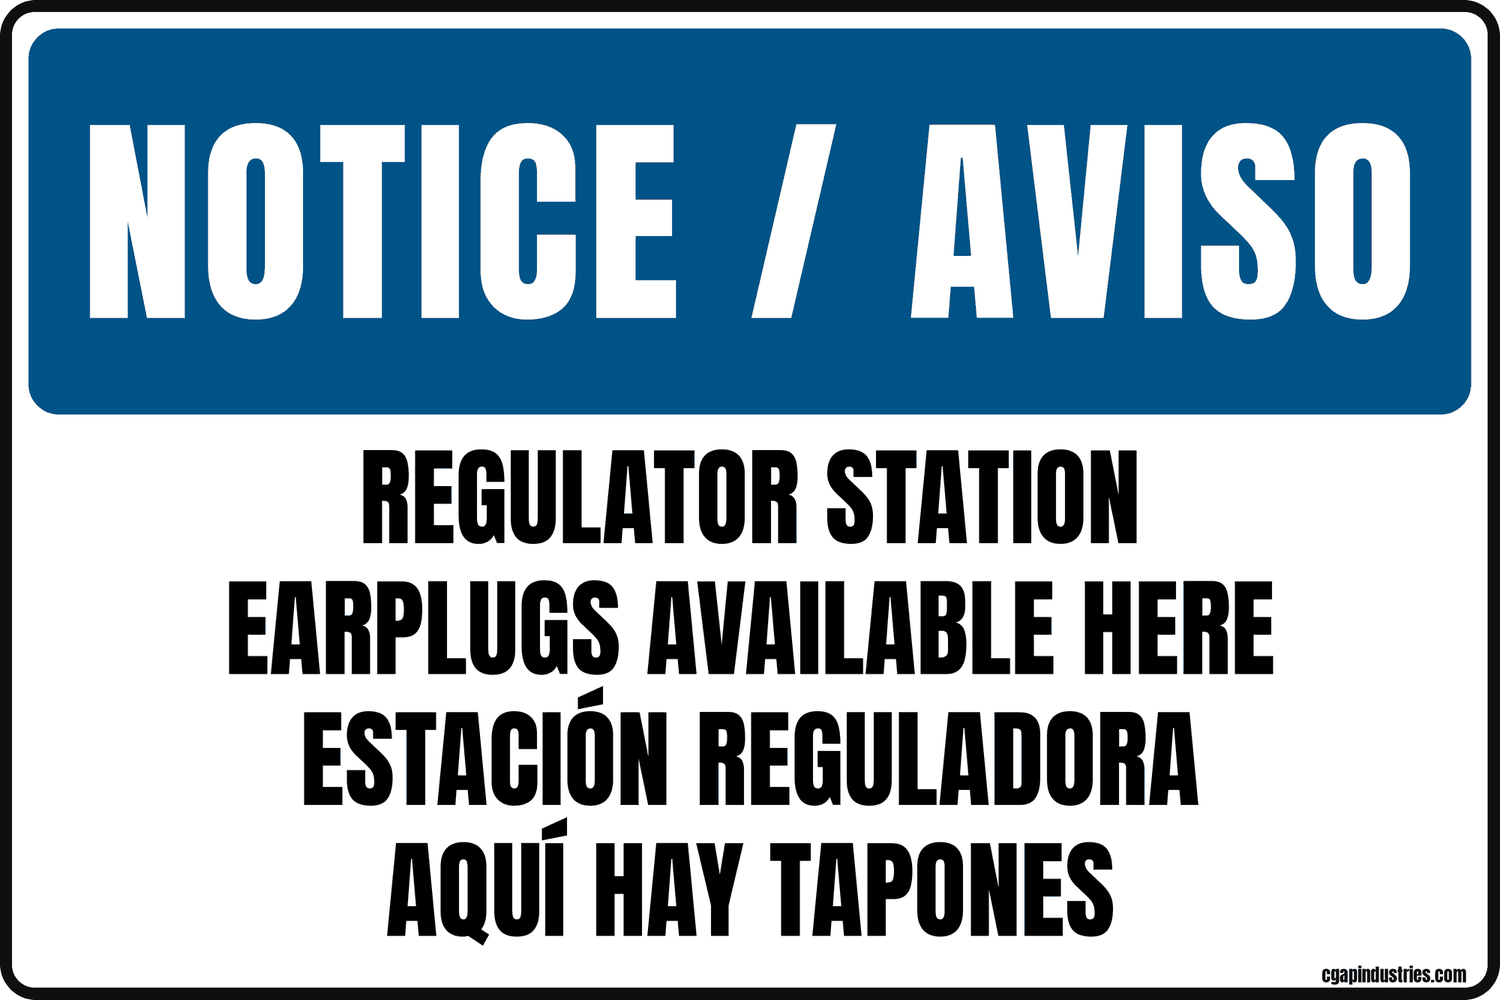 NOTICE / AVISO
REGULATOR STATION
EARPLUGS AVAILABLE HERE
ESTACIÓN REGULADORA
AQUÍ HAY TAPONES
cgapindustries.com